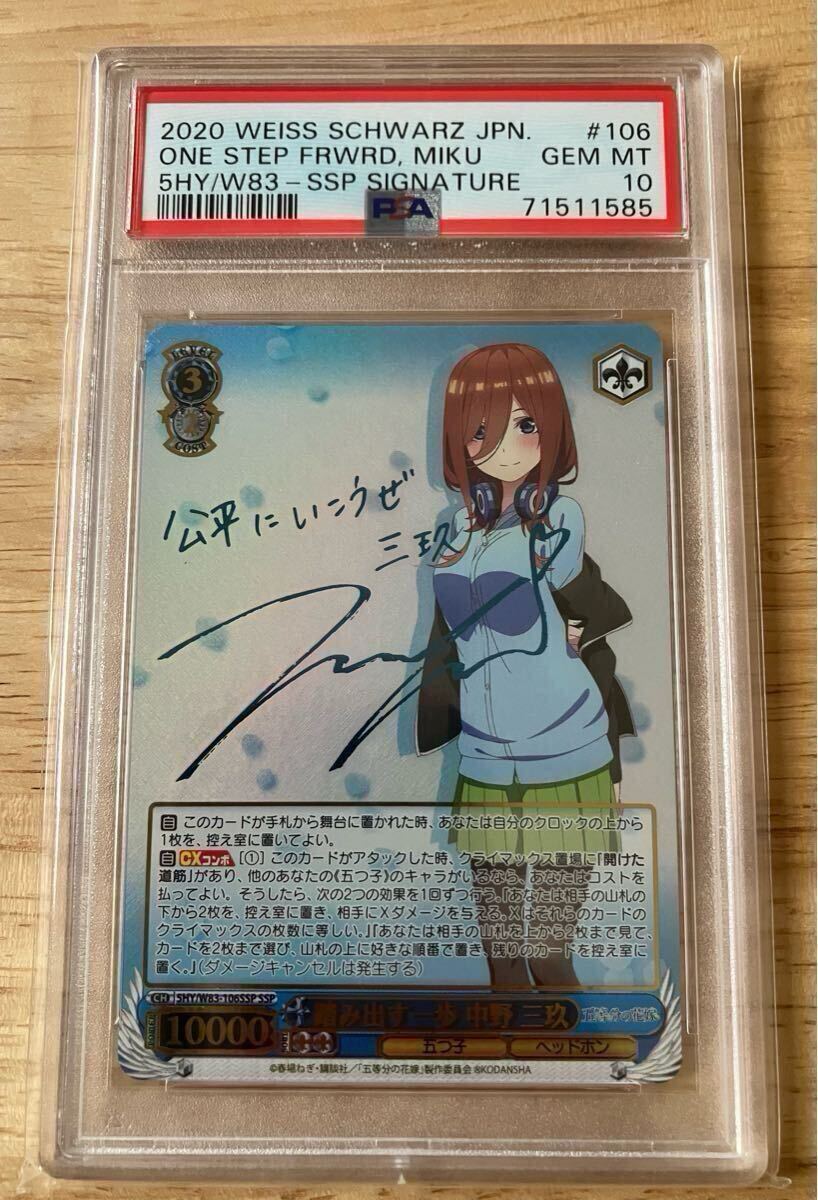 2020 WEISS SCHWARZ JPN. #106
ONE STEP FRWRD, MIKU GEM MT
5HY/W83-SSP SIGNATURE 10
PSA 71511585
LEVEL
3
COST
公平にいこうぜ
三玖
自 このカードが手札から舞台に置かれた時、あなたは自分のクロックの上から
1枚を、控え室に置いてよい。
自 CXコンボ [①] このカードがアタックした時、クライマックス置場に「開けた
道筋」があり、他のあなたの《五つ子》のキャラがいるなら、あなたはコストを
払ってよい。そうしたら、次の2つの効果を1回ずつ行う。『あなたは相手の山札の
下から2枚を、控え室に置き、相手にXダメージを与える。Xはそれらのカードの
クライマックスの枚数に等しい。』『あなたは相手の山札を上から2枚まで見て、
カードを2枚まで選び、山札の上に好きな順番で置き、残りのカードを控え室に
置く。』(ダメージキャンセルは発生する)
CH 5HY/W83-106SSP SSP
POWER 10000 SOUL 踏み出す一歩 中野 三玖 五等分の花嫁
五つ子 ヘッドホン
©春場ねぎ・講談社/「五等分の花嫁」製作委員会 ®KODANSHA